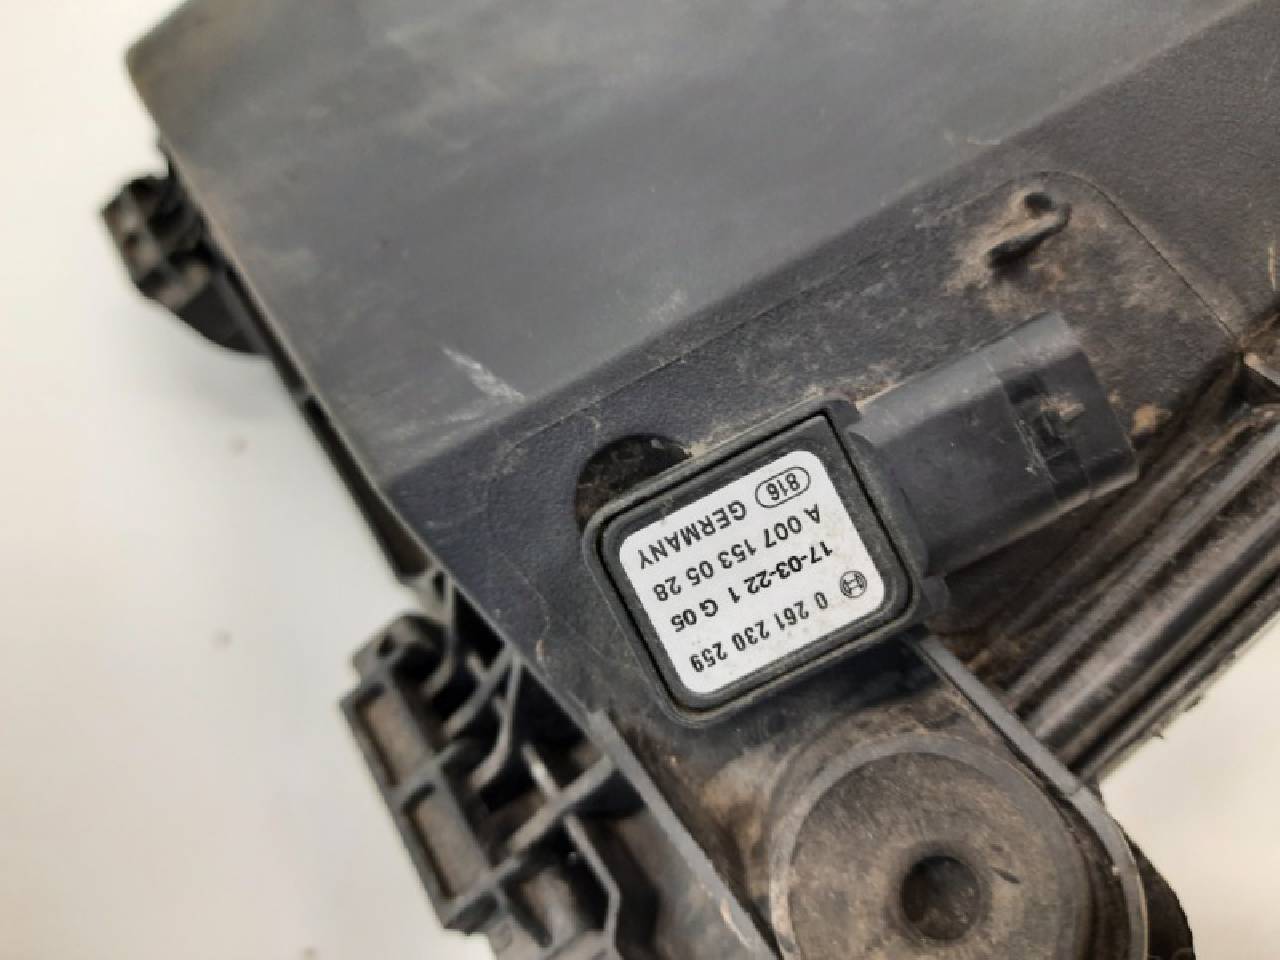 0 261 230 259
17-03-22 1 G 05
A 007 153 05 28
GERMANY 816